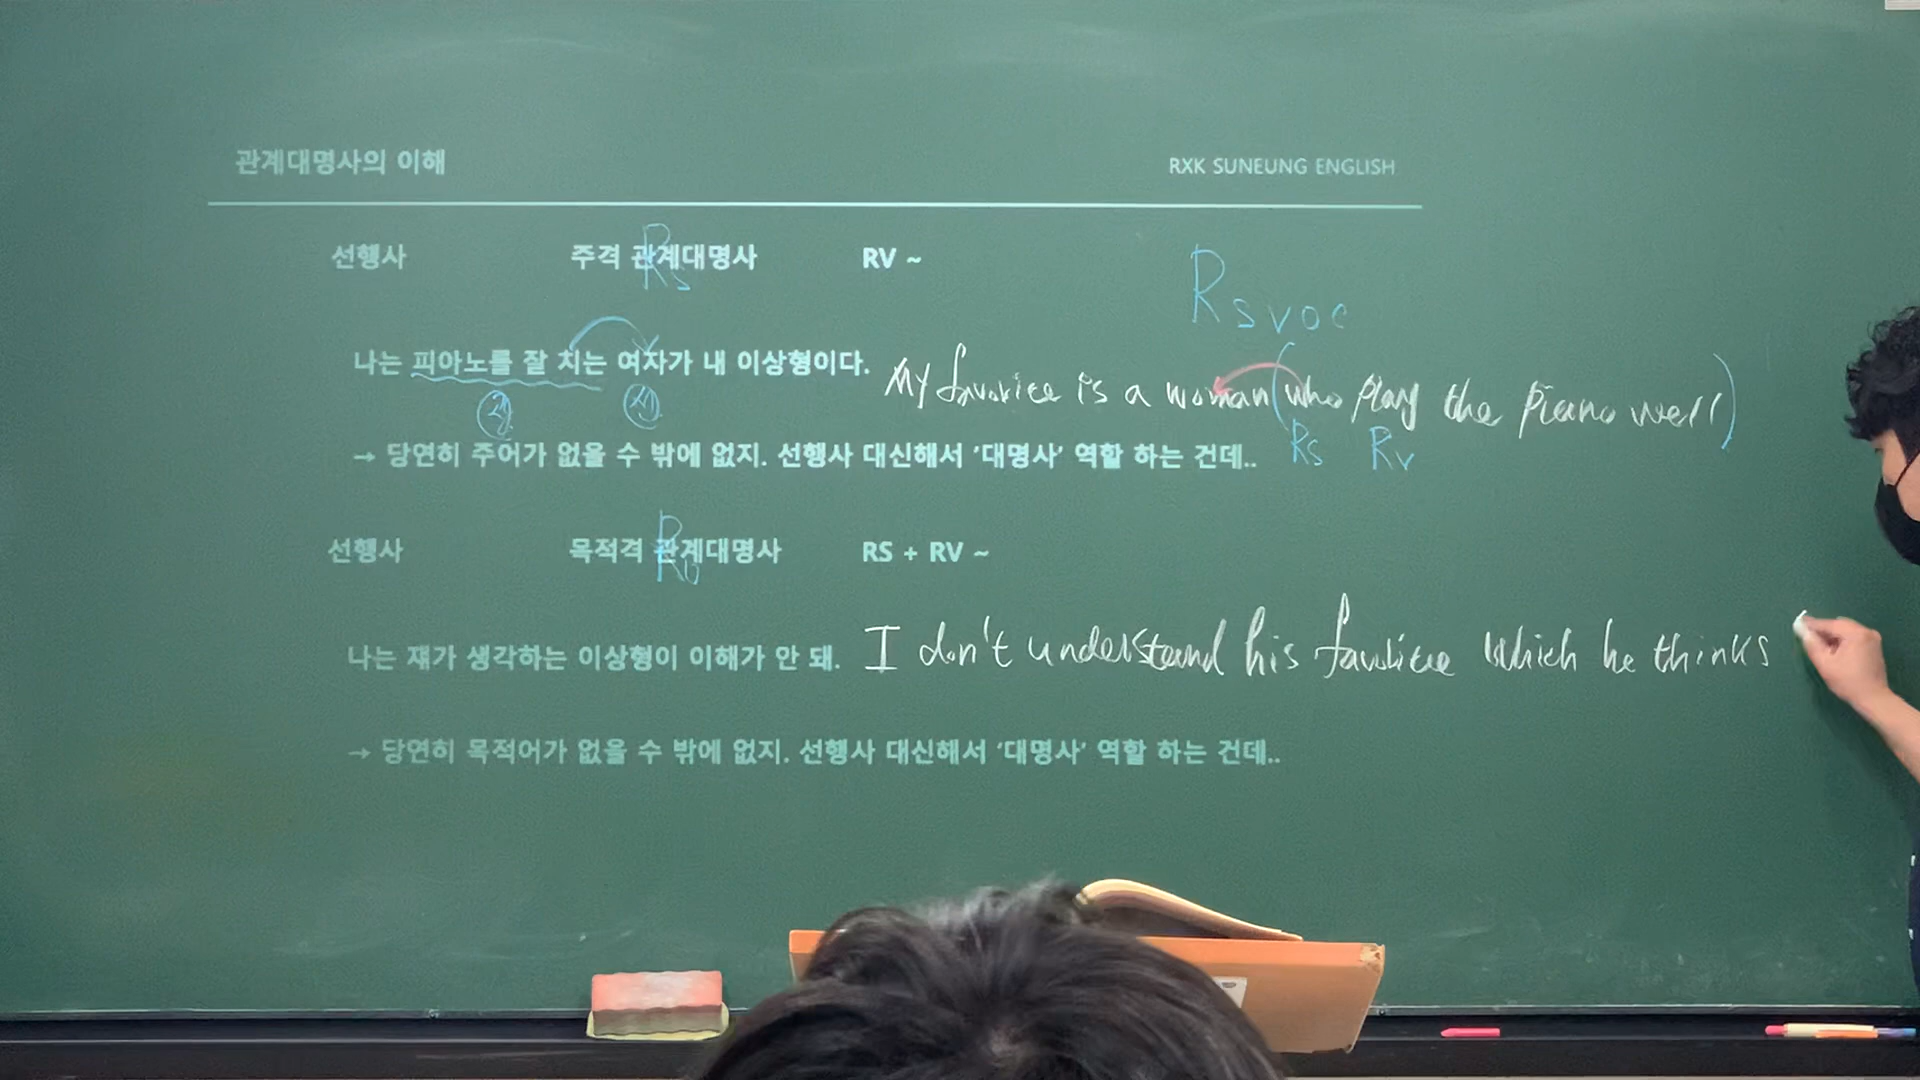 관계대명사의 이해 RXK SUNEUNG ENGLISH
선행사 주격 관계대명사 RV ~
Rs
Rsvoc
나는 피아노를 잘 치는 여자가 내 이상형이다. My favorite is a woman (who play the piano well)
Rs Rv
→ 당연히 주어가 없을 수 밖에 없지. 선행사 대신해서 '대명사' 역할 하는 건데..
선행사 목적격 관계대명사 RS + RV ~
Ro
나는 쟤가 생각하는 이상형이 이해가 안 돼. I don't understand his favorite which he thinks
→ 당연히 목적어가 없을 수 밖에 없지. 선행사 대신해서 '대명사' 역할 하는 건데..